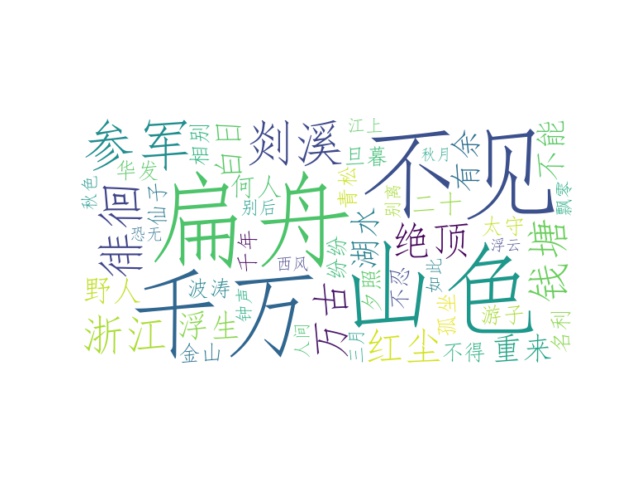 参军
剡溪
不见
江上
旦暮
秋月
有余
不能
相别
白日
华发
秋色
仙子
徘徊
恐无
扁舟
何人
别后
青松
别离
二十
飘零
湖水
绝顶
太守
浮云
钱塘
千年
西风
纷纷
夕照
不忍
如此
山色
野人
波涛
钟声
千万
万古
孤坐
游子
浙江
浮生
金山
人间
三月
红尘
不得
重来
名利